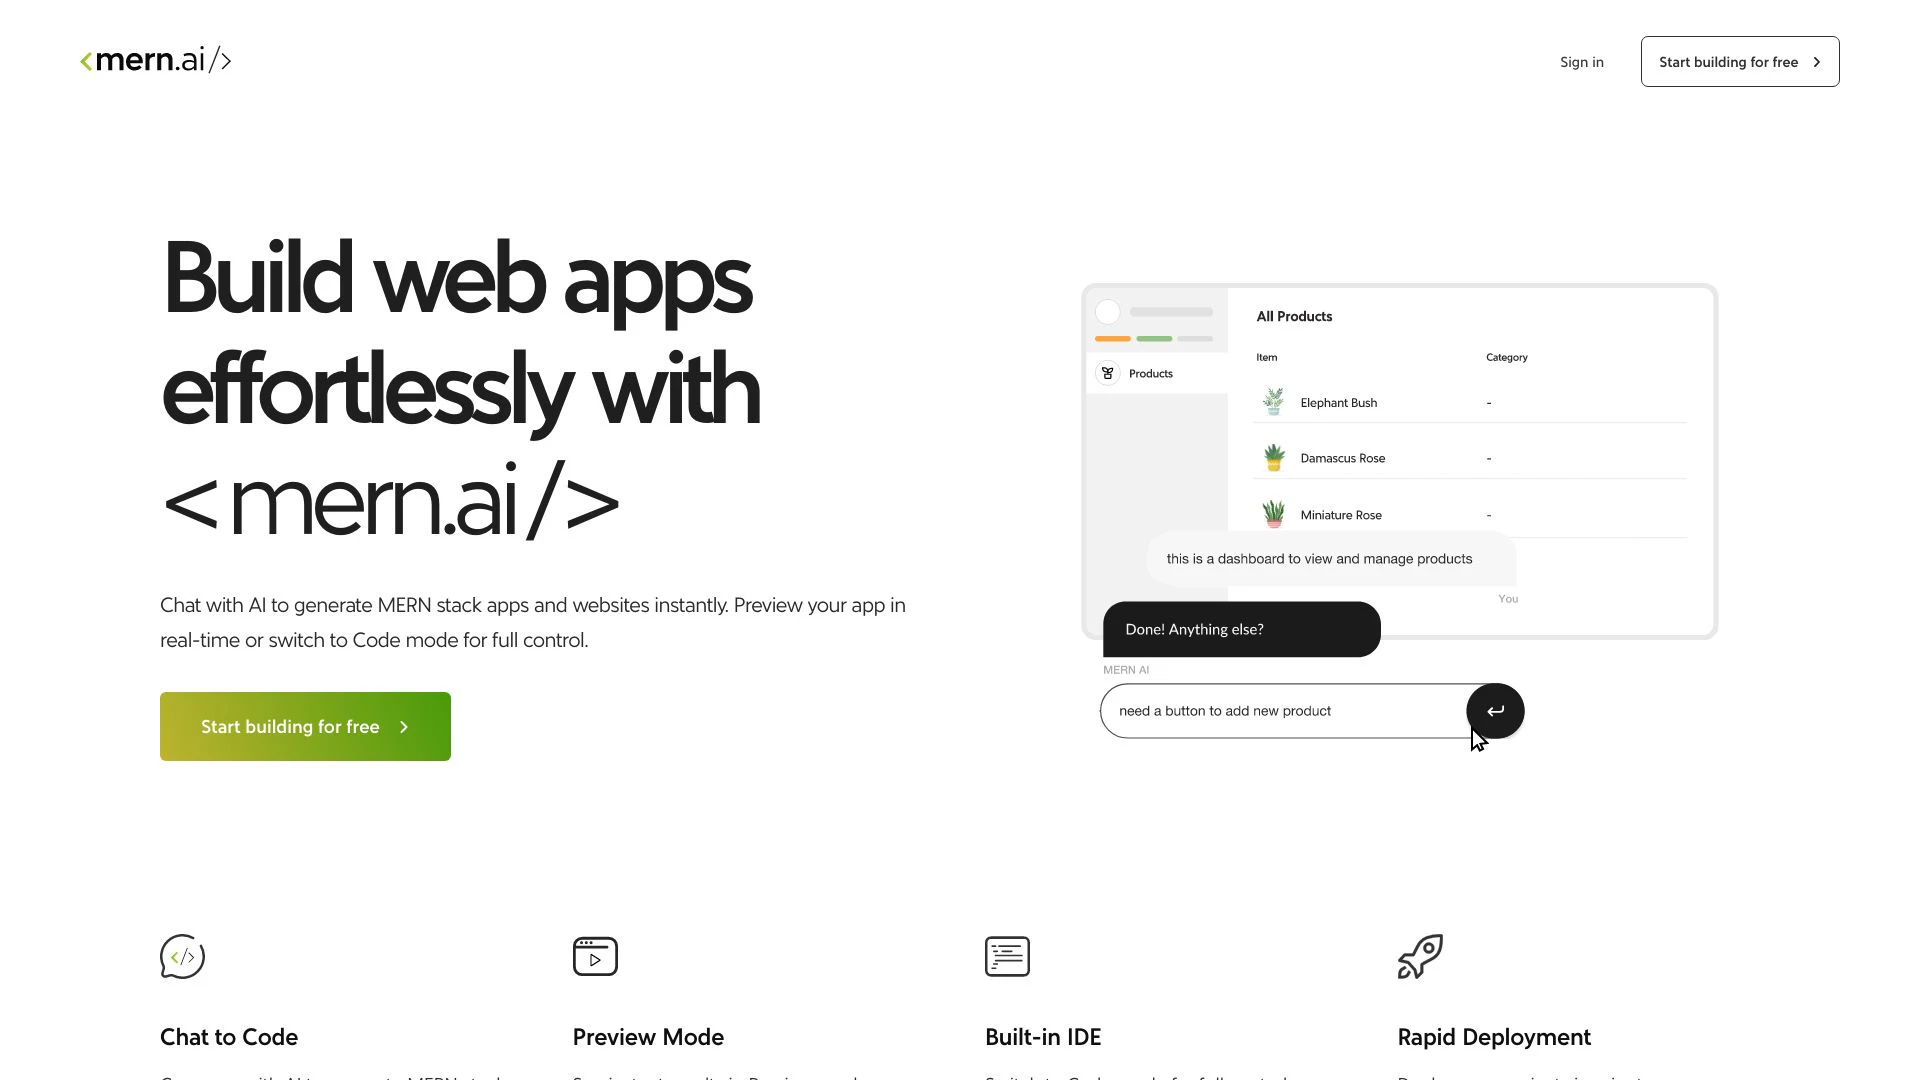 <mern.ai/>
Sign in
Start building for free
Build web apps
effortlessly with
<mern.ai/>
Chat with AI to generate MERN stack apps and websites instantly. Preview your app in
real-time or switch to Code mode for full control.
Start building for free
All Products
Item Category
Products
Elephant Bush -
Damascus Rose -
Miniature Rose -
this is a dashboard to view and manage products
You
Done! Anything else?
MERN AI
need a button to add new product
Chat to Code
Preview Mode
Built-in IDE
Rapid Deployment